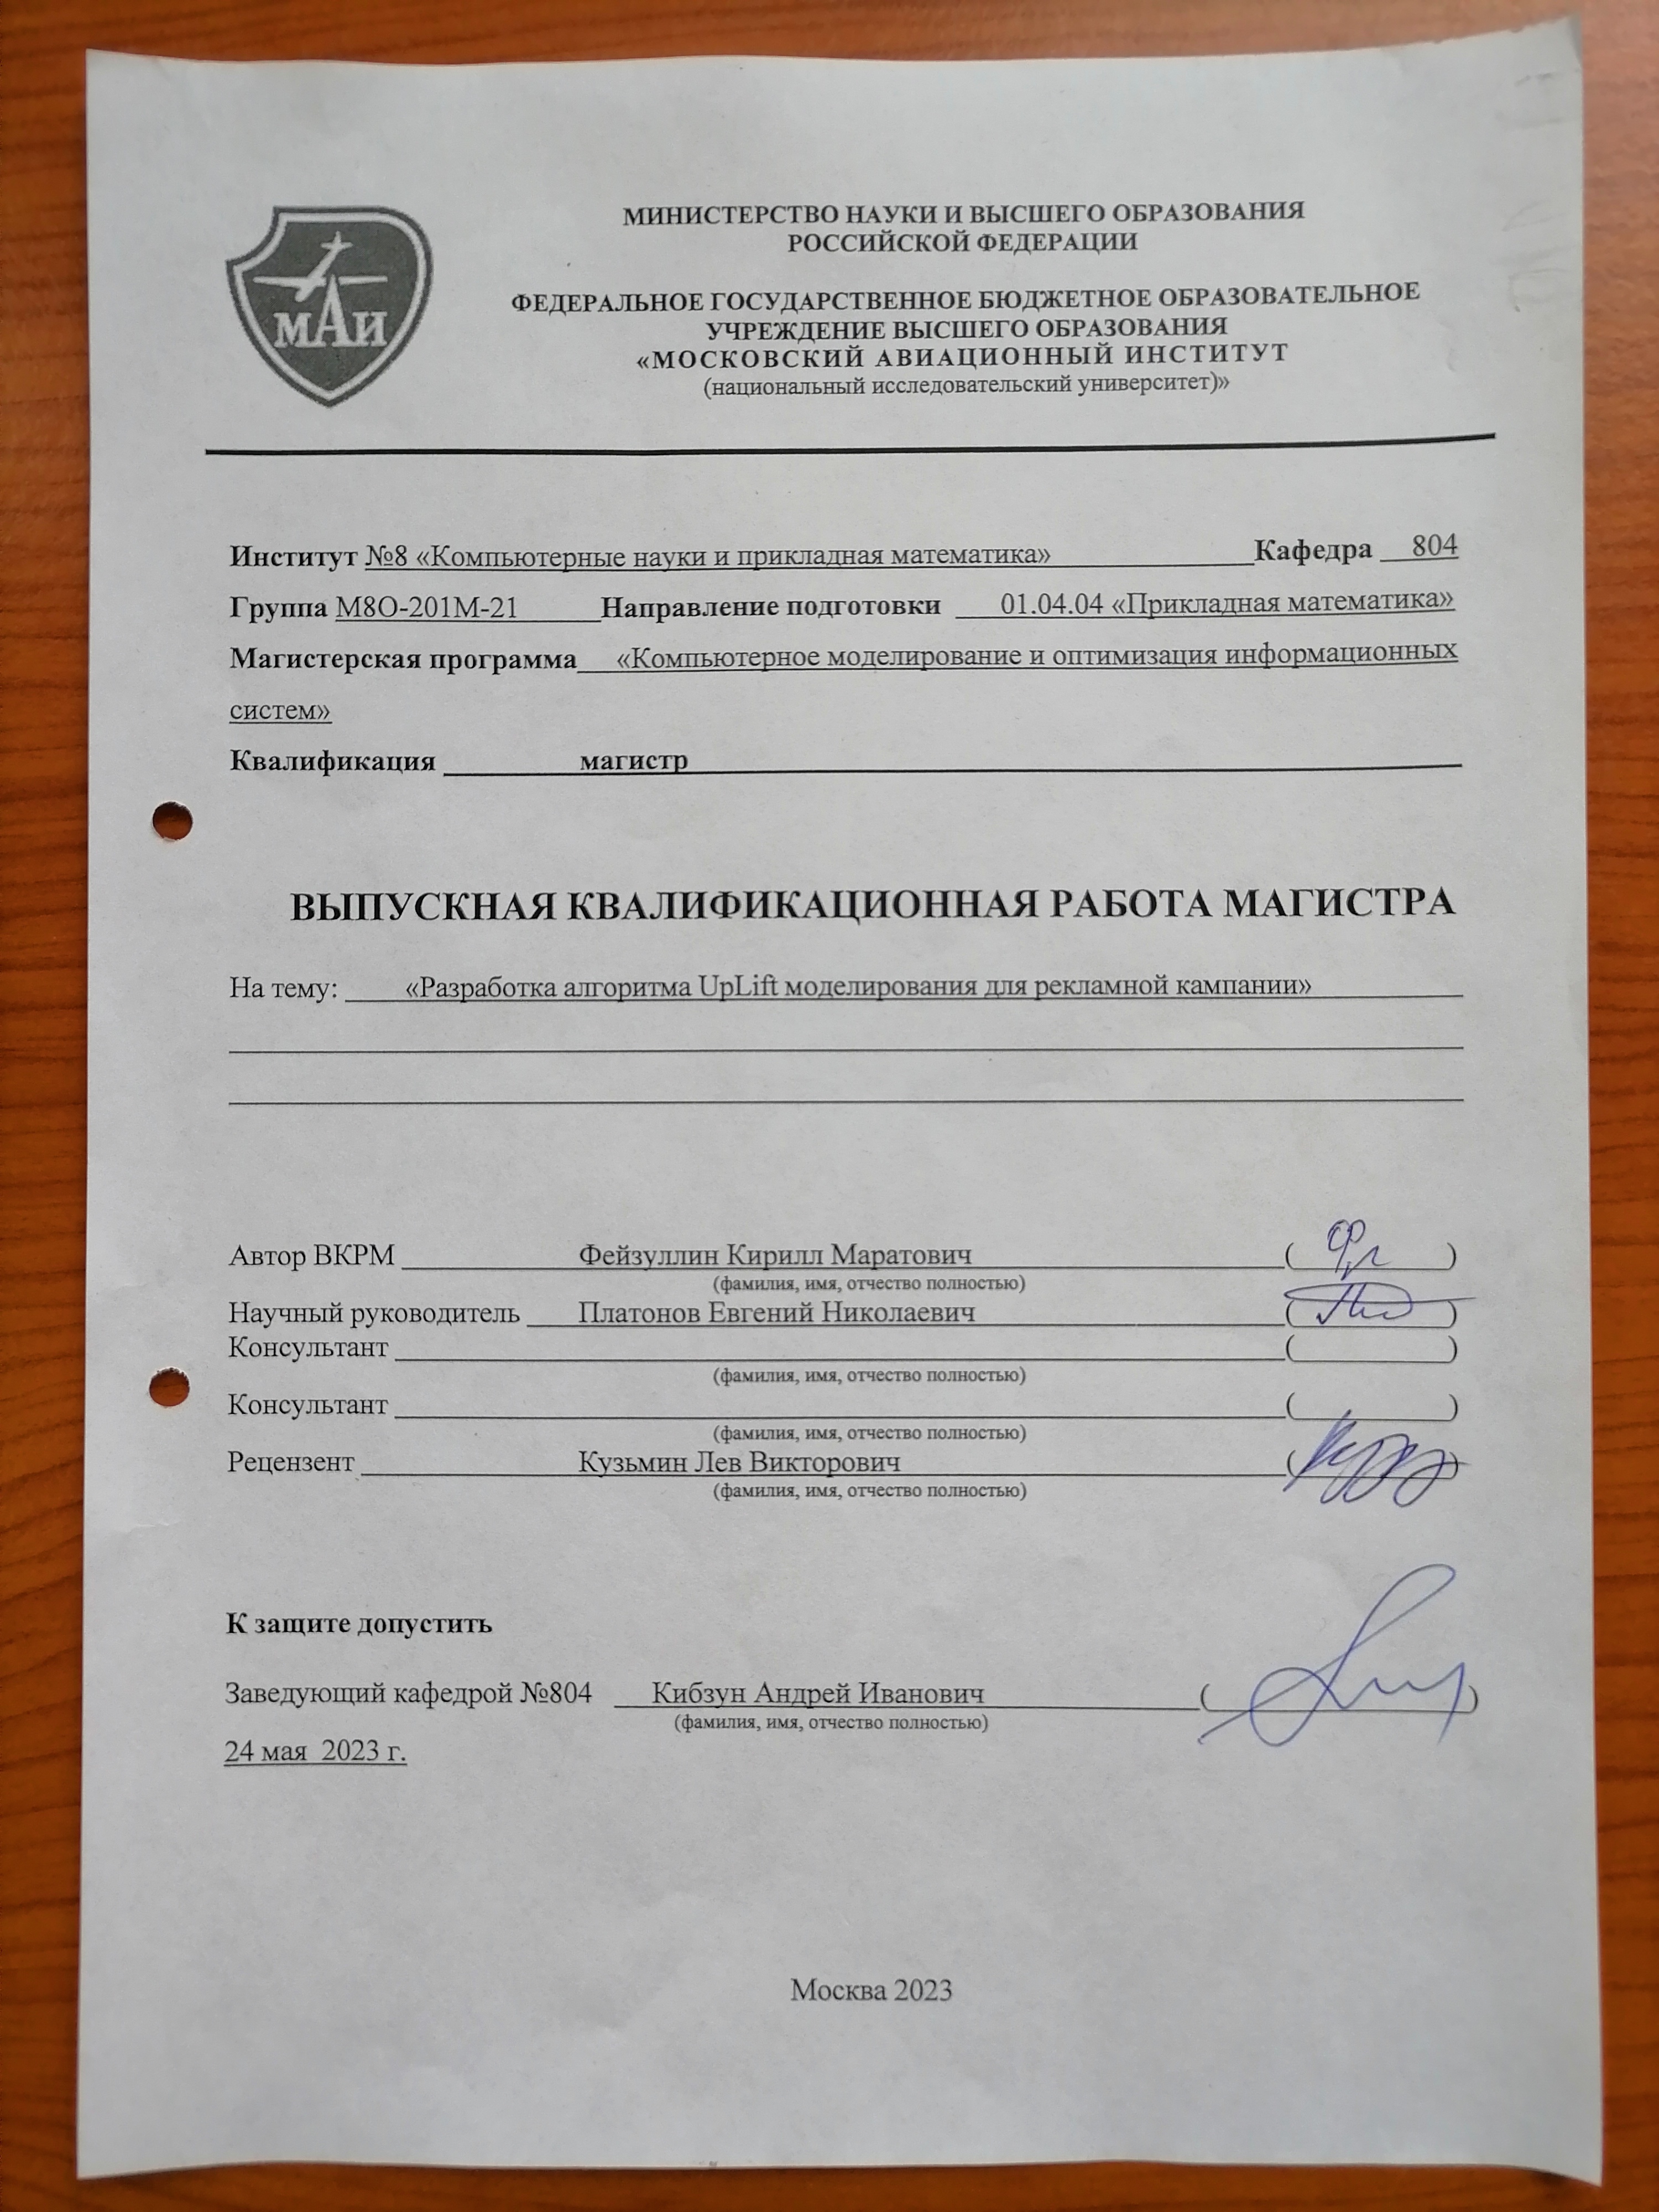 МАИ
МИНИСТЕРСТВО НАУКИ И ВЫСШЕГО ОБРАЗОВАНИЯ
РОССИЙСКОЙ ФЕДЕРАЦИИ
ФЕДЕРАЛЬНОЕ ГОСУДАРСТВЕННОЕ БЮДЖЕТНОЕ ОБРАЗОВАТЕЛЬНОЕ
УЧРЕЖДЕНИЕ ВЫСШЕГО ОБРАЗОВАНИЯ
«МОСКОВСКИЙ АВИАЦИОННЫЙ ИНСТИТУТ
(национальный исследовательский университет)»
Институт №8 «Компьютерные науки и прикладная математика» Кафедра 804
Группа М8О-201М-21 Направление подготовки 01.04.04 «Прикладная математика»
Магистерская программа «Компьютерное моделирование и оптимизация информационных
систем»
Квалификация магистр
ВЫПУСКНАЯ КВАЛИФИКАЦИОННАЯ РАБОТА МАГИСТРА
На тему: «Разработка алгоритма UpLift моделирования для рекламной кампании»
Автор ВКРМ Фейзуллин Кирилл Маратович ( )
(фамилия, имя, отчество полностью)
Научный руководитель Платонов Евгений Николаевич ( )
Консультант ( )
(фамилия, имя, отчество полностью)
Консультант ( )
(фамилия, имя, отчество полностью)
Рецензент Кузьмин Лев Викторович ( )
(фамилия, имя, отчество полностью)
К защите допустить
Заведующий кафедрой №804 Кибзун Андрей Иванович ( )
(фамилия, имя, отчество полностью)
24 мая 2023 г.
Москва 2023